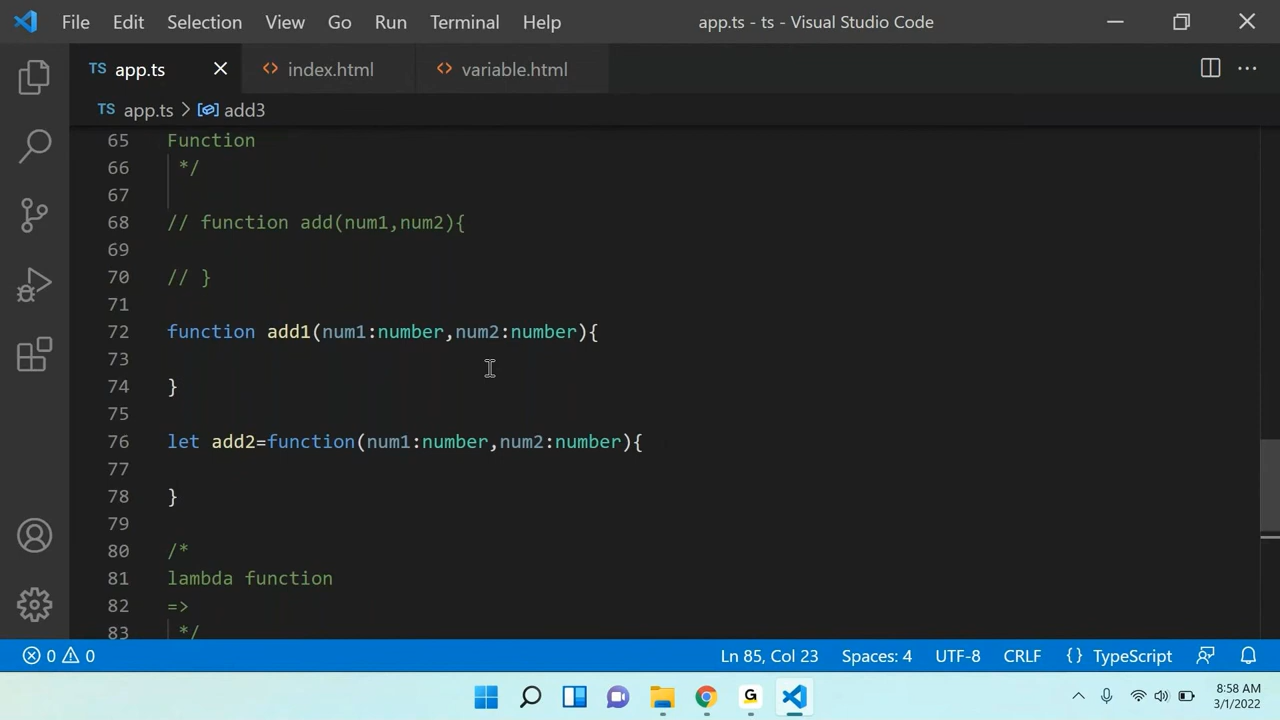 File Edit Selection View Go Run Terminal Help app.ts - ts - Visual Studio Code
TS app.ts index.html variable.html
TS app.ts > add3
65 Function
66 */
67
68 // function add(num1,num2){
69
70 // }
71
72 function add1(num1:number,num2:number){
73
74 }
75
76 let add2=function(num1:number,num2:number){
77
78 }
79
80 /*
81 lambda function
82 =>
83 */
0 0 Ln 85, Col 23 Spaces: 4 UTF-8 CRLF {} TypeScript
G 8:58 AM
3/1/2022